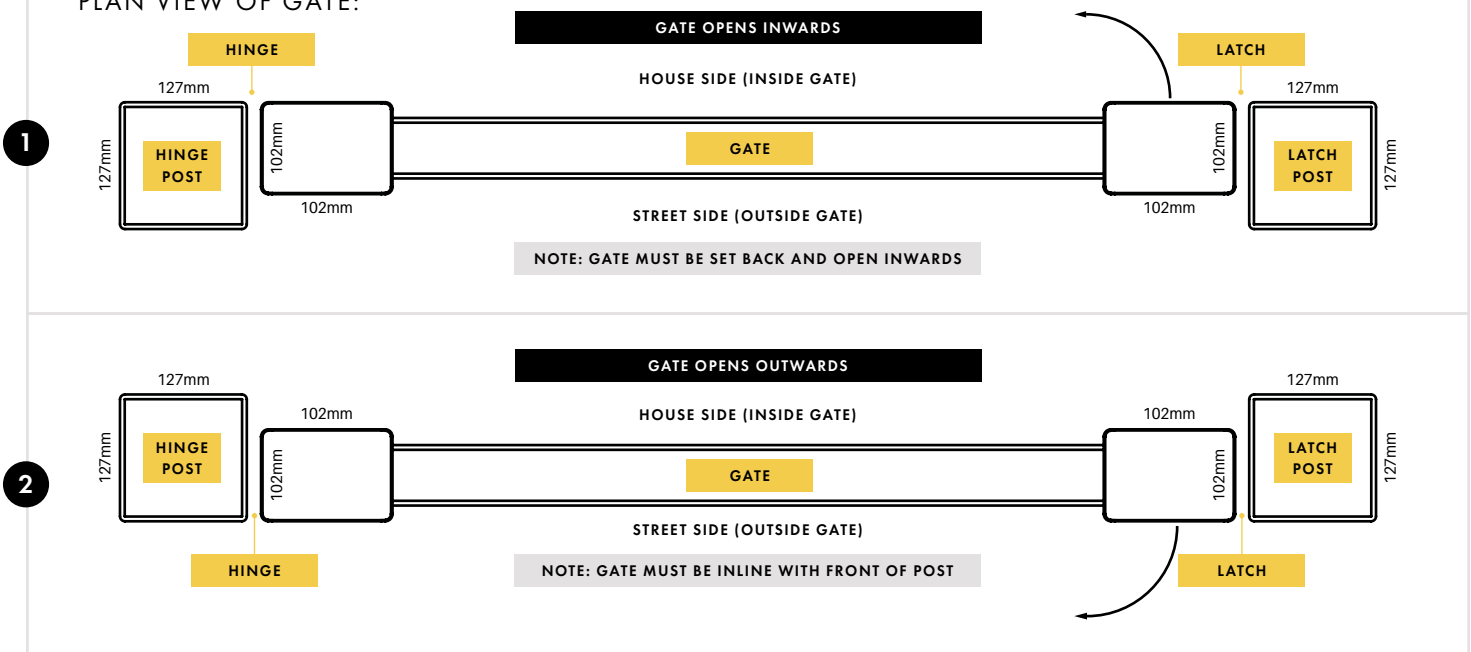 PLAN VIEW OF GATE:
GATE OPENS INWARDS
HINGE
LATCH
HOUSE SIDE (INSIDE GATE)
127mm
127mm
1
127mm
HINGE
POST
102mm
GATE
102mm
LATCH
POST
127mm
102mm
102mm
STREET SIDE (OUTSIDE GATE)
NOTE: GATE MUST BE SET BACK AND OPEN INWARDS
GATE OPENS OUTWARDS
127mm
127mm
102mm
HOUSE SIDE (INSIDE GATE)
102mm
2
127mm
HINGE
POST
102mm
GATE
102mm
LATCH
POST
127mm
STREET SIDE (OUTSIDE GATE)
HINGE
NOTE: GATE MUST BE INLINE WITH FRONT OF POST
LATCH